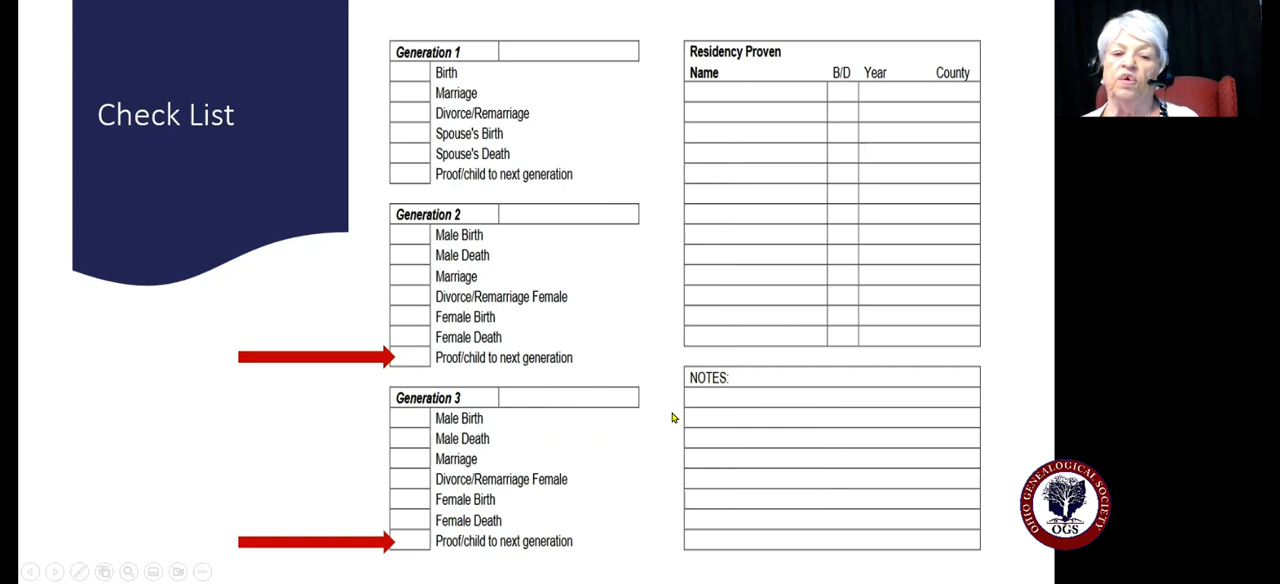 Check List
Generation 1
Birth
Marriage
Divorce/Remarriage
Spouse's Birth
Spouse's Death
Proof/child to next generation
Generation 2
Male Birth
Male Death
Marriage
Divorce/Remarriage Female
Female Birth
Female Death
Proof/child to next generation
Generation 3
Male Birth
Male Death
Marriage
Divorce/Remarriage Female
Female Birth
Female Death
Proof/child to next generation
Residency Proven
Name B/D Year County
NOTES:
OHIO GENEALOGICAL SOCIETY
OGS